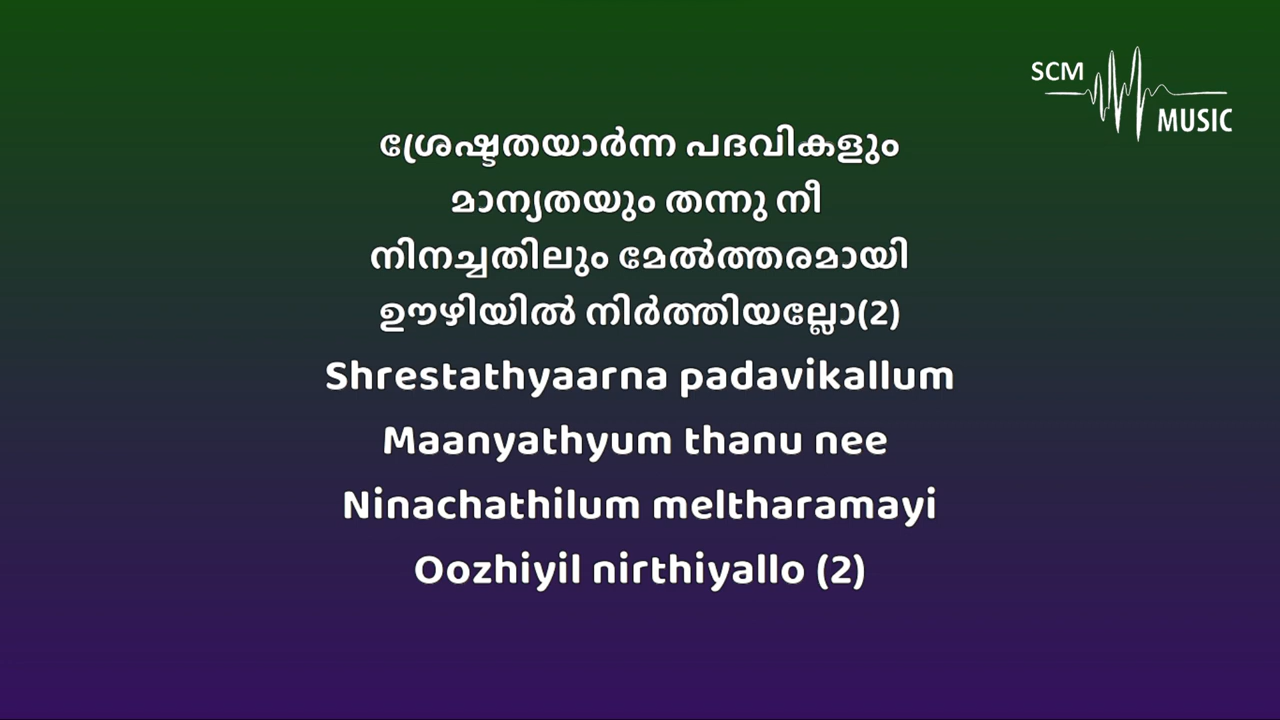 SCM
MUSIC
ശ്രേഷ്ടതയാർന്ന പദവികളും
മാന്യതയും തന്നു നീ
നിനച്ചതിലും മേൽത്തരമായി
ഊഴിയിൽ നിർത്തിയല്ലോ(2)
Shrestathyaarna padavikallum
Maanyathyum thanu nee
Ninachathilum meltharamayi
Oozhiyil nirthiyallo (2)